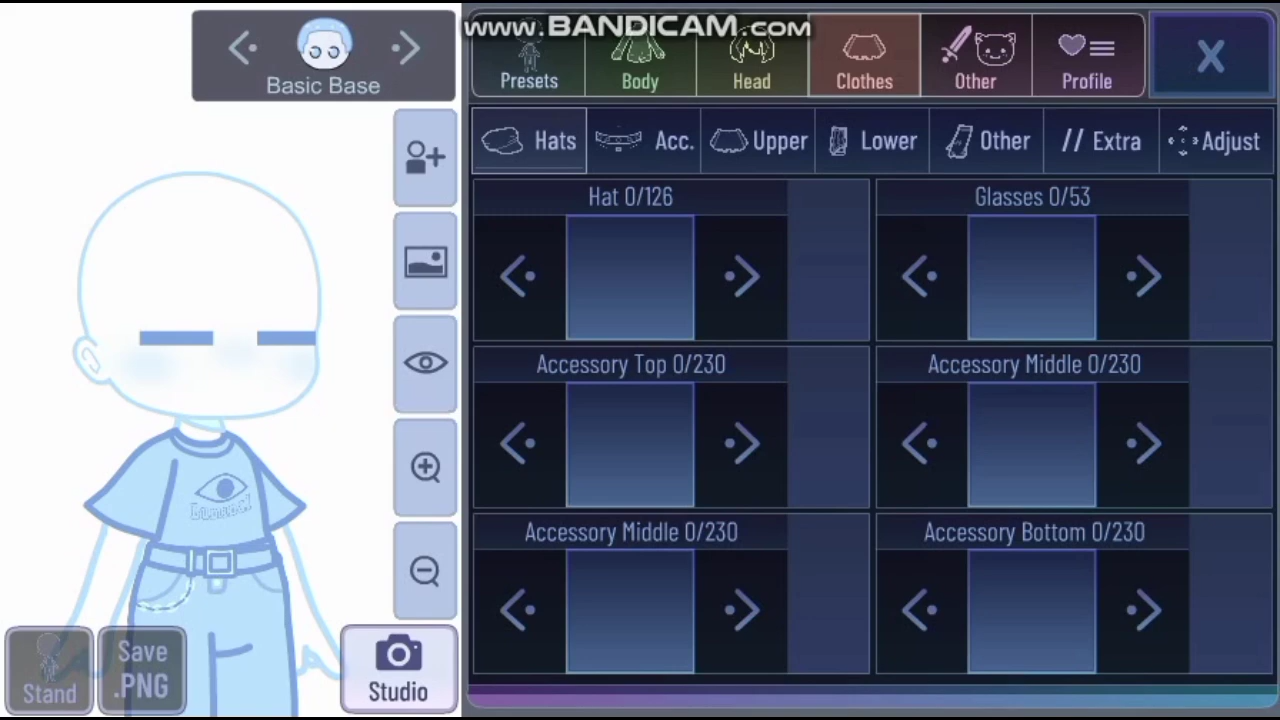 www.BANDICAM.com
Basic Base
Presets
Body
Head
Clothes
Other
Profile
X
Hats
Acc.
Upper
Lower
Other
Extra
Adjust
Hat 0/126
Glasses 0/53
Accessory Top 0/230
Accessory Middle 0/230
Accessory Middle 0/230
Accessory Bottom 0/230
Stand
Save
.PNG
Studio